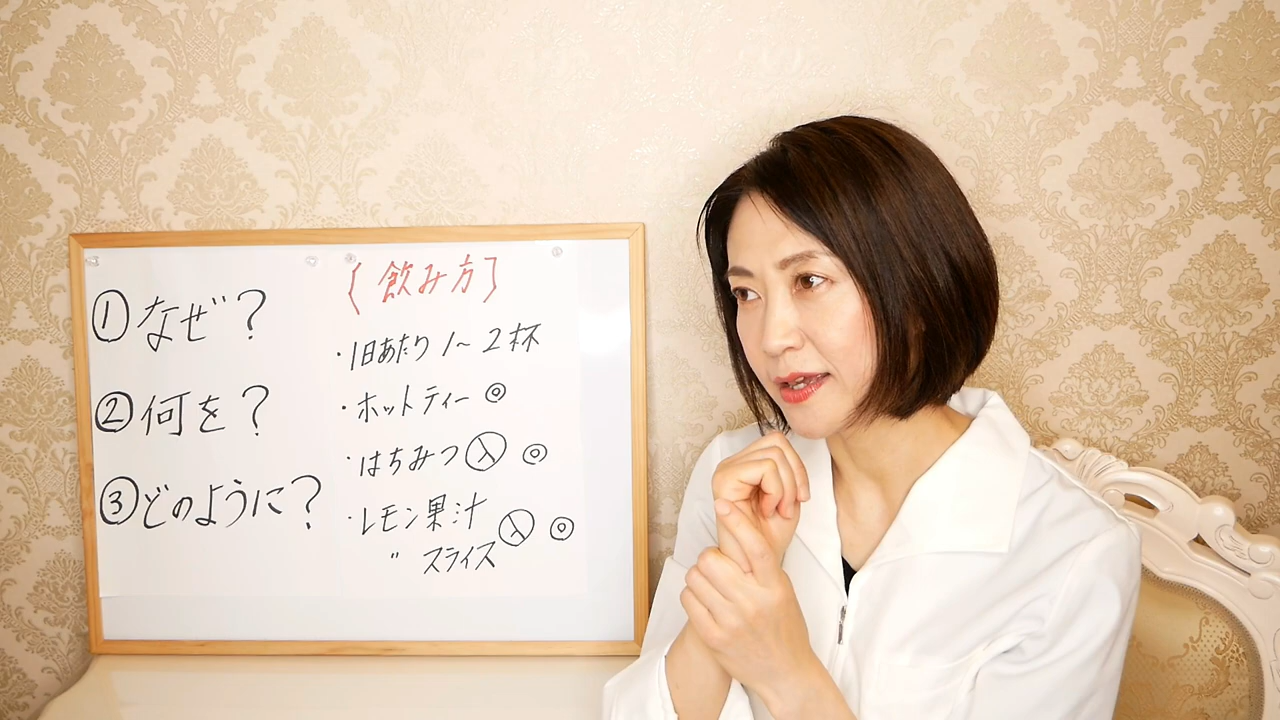 ①なぜ?
②何を?
③どのように?
[飲み方]
・1日あたり 1～2杯
・ホットティー ◎
・はちみつ入 ◎
・レモン果汁入 ◎
〃 スライス